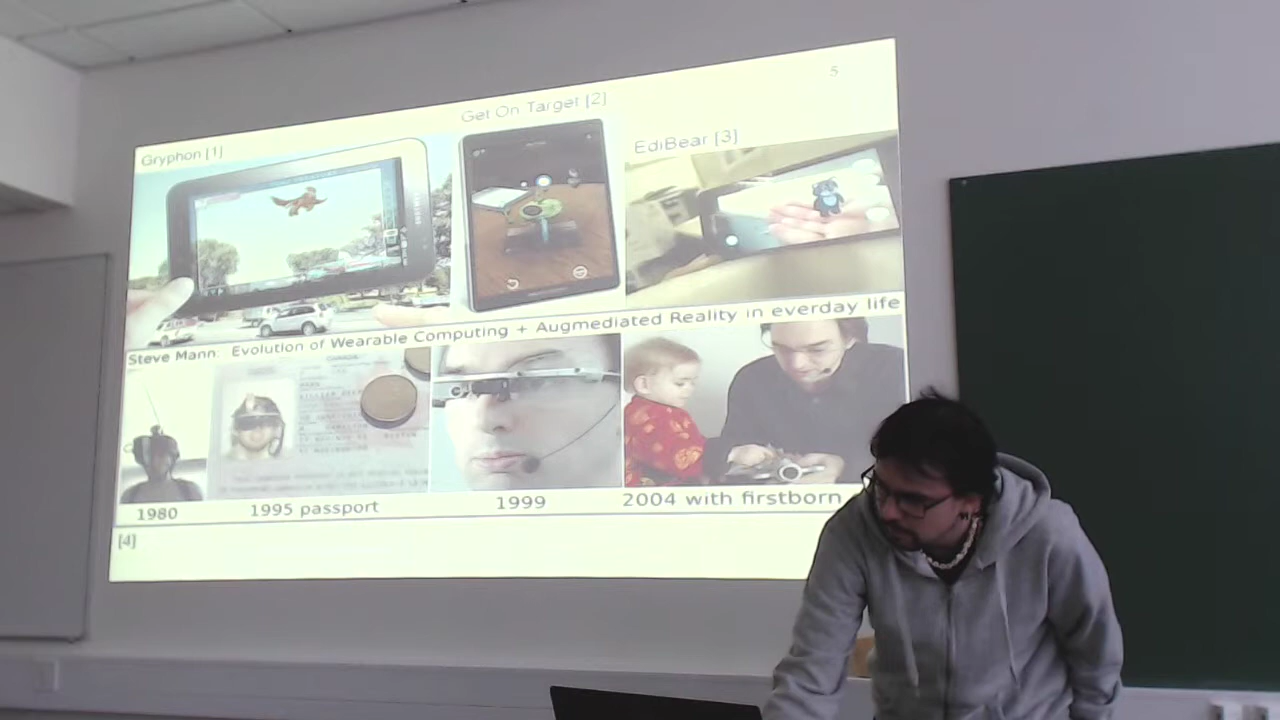 5
Get On Target [2]
EdiBear [3]
Gryphon [1]
Steve Mann: Evolution of Wearable Computing + Augmediated Reality in everday life
CANADA
1980
1995 passport
1999
2004 with firstborn
[4]